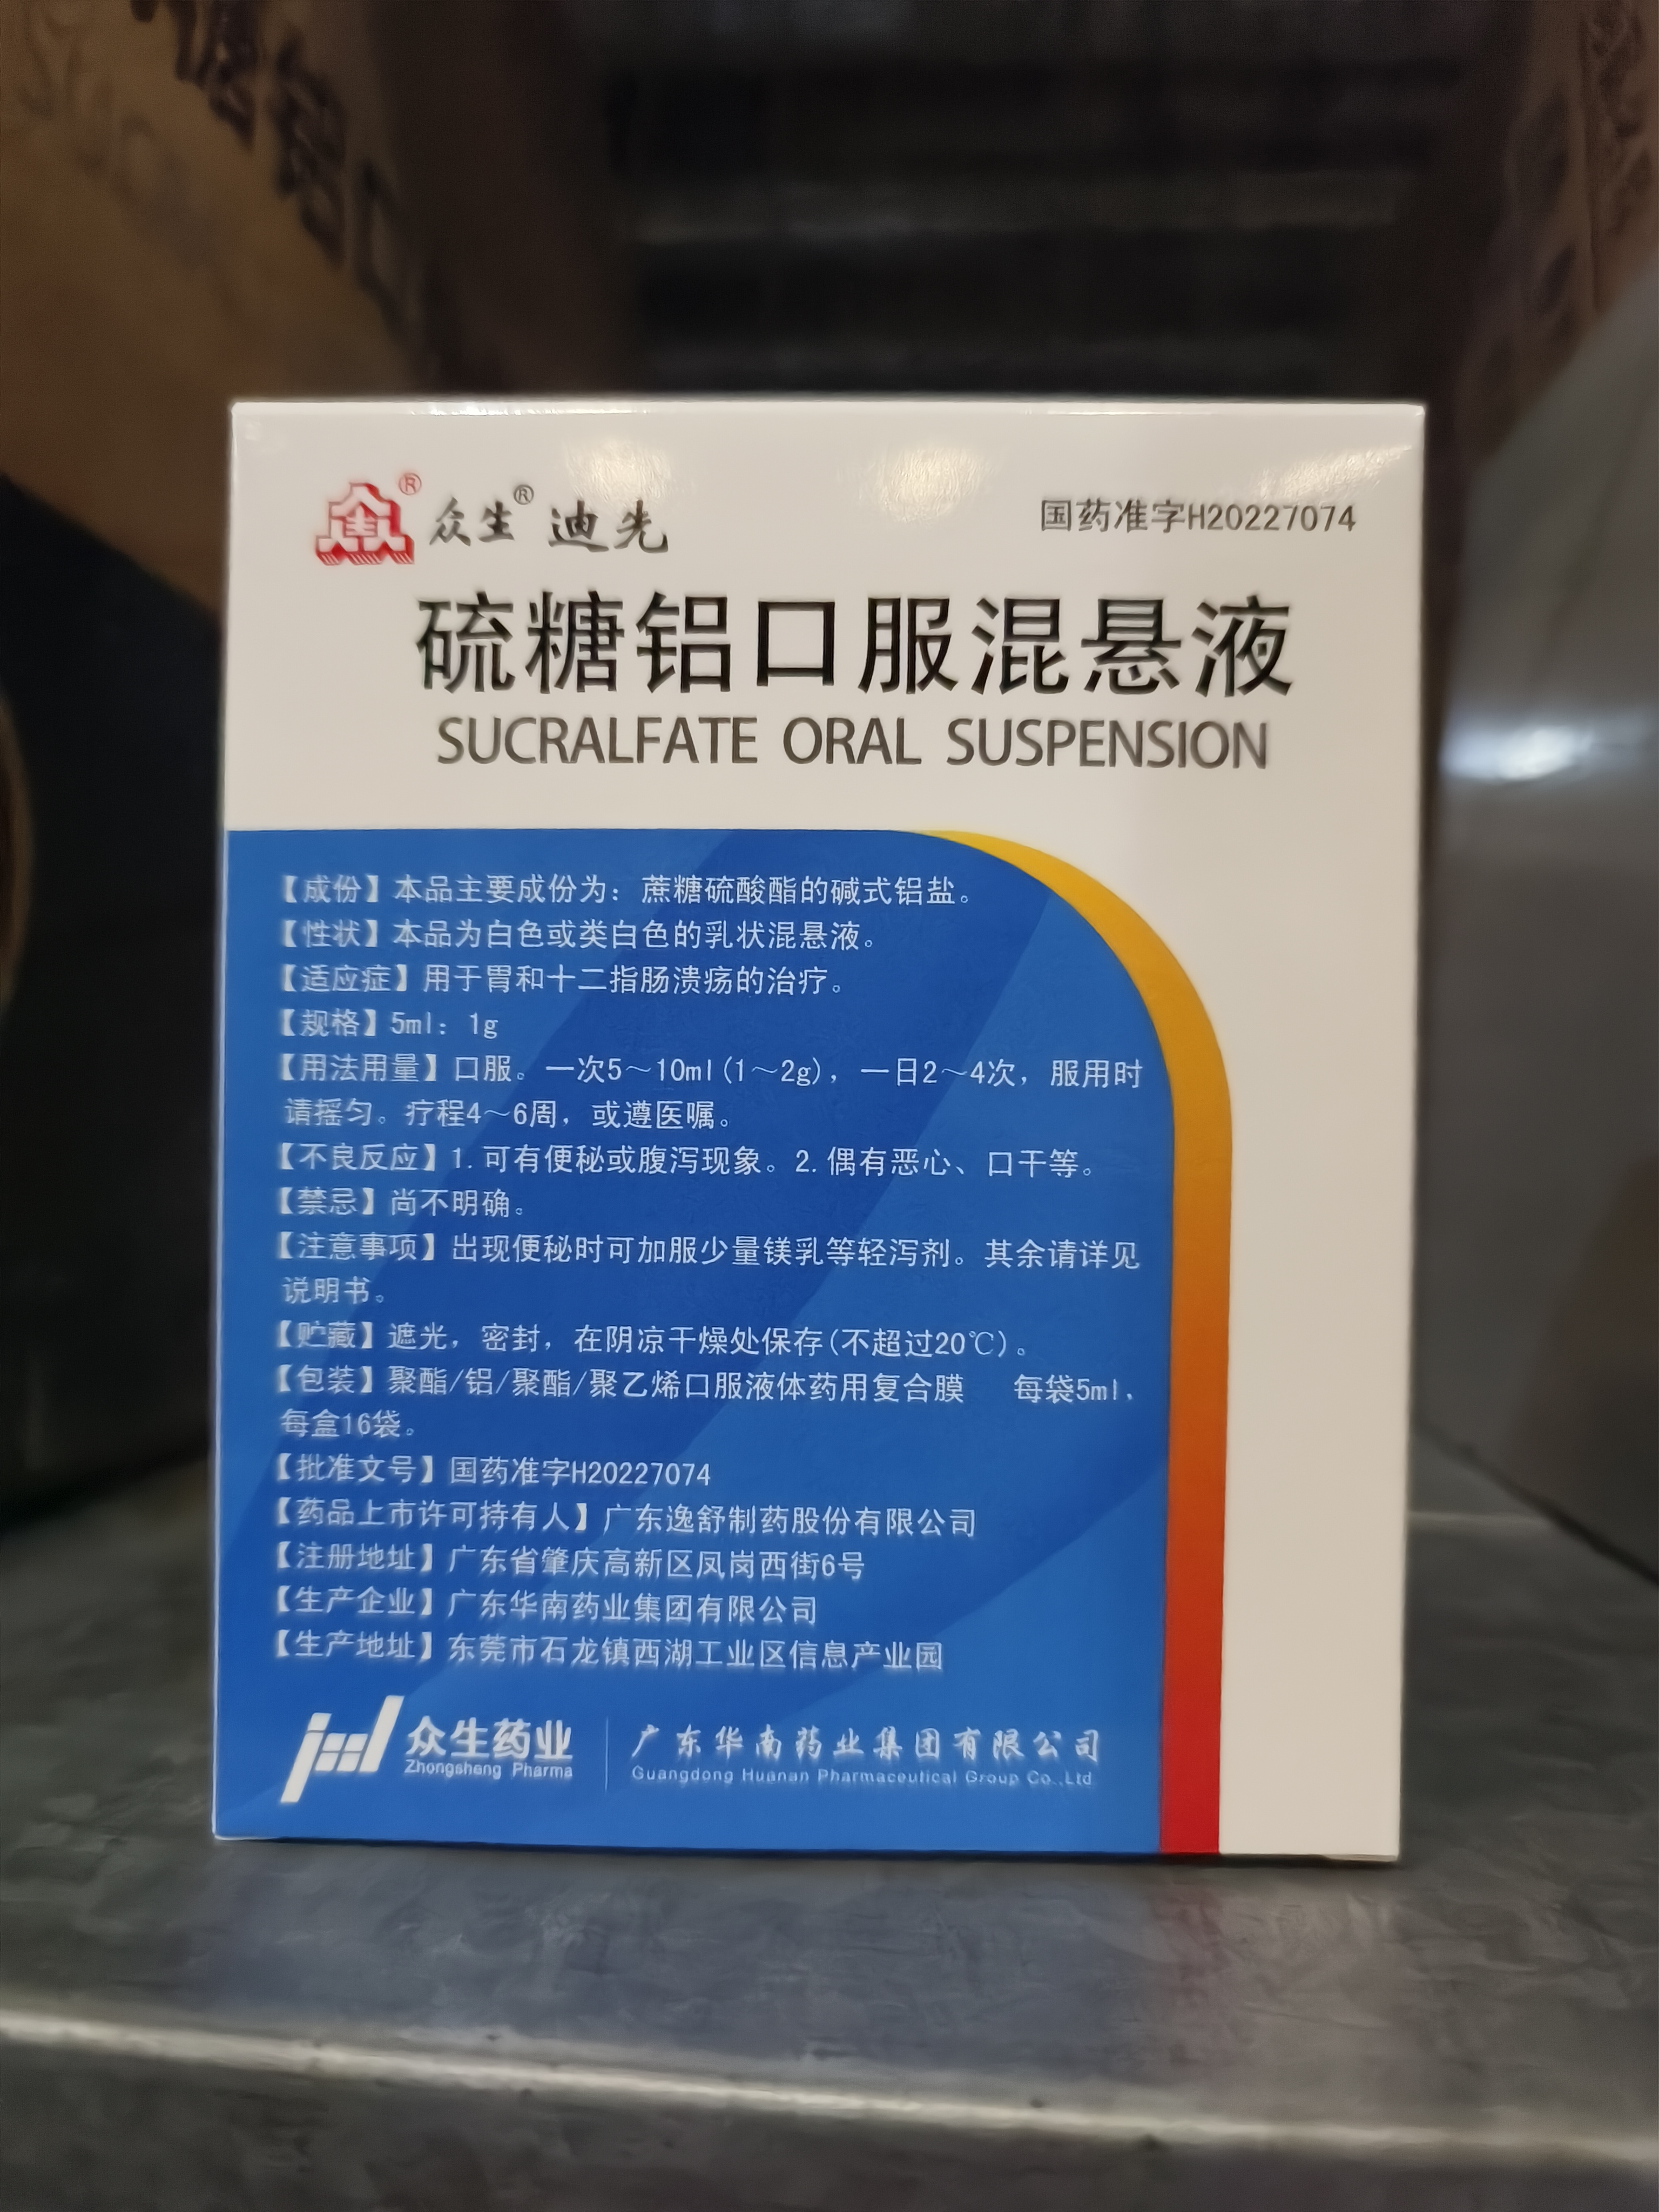 众生® 迪先
国药准字H20227074
硫糖铝口服混悬液
SUCRALFATE ORAL SUSPENSION
【成份】本品主要成份为：蔗糖硫酸酯的碱式铝盐。
【性状】本品为白色或类白色的乳状混悬液。
【适应症】用于胃和十二指肠溃疡的治疗。
【规格】5ml：1g
【用法用量】口服。一次5～10ml(1～2g)，一日2～4次，服用时
请摇匀。疗程4～6周，或遵医嘱。
【不良反应】1.可有便秘或腹泻现象。2.偶有恶心、口干等。
【禁忌】尚不明确。
【注意事项】出现便秘时可加服少量镁乳等轻泻剂。其余请详见
说明书。
【贮藏】遮光，密封，在阴凉干燥处保存(不超过20℃)。
【包装】聚酯/铝/聚酯/聚乙烯口服液体药用复合膜 每袋5ml，
每盒16袋。
【批准文号】国药准字H20227074
【药品上市许可持有人】广东逸舒制药股份有限公司
【注册地址】广东省肇庆高新区凤岗西街6号
【生产企业】广东华南药业集团有限公司
【生产地址】东莞市石龙镇西湖工业区信息产业园
众生药业
Zhongsheng Pharma
广东华南药业集团有限公司
Guangdong Huanan Pharmaceutical Group Co.,Ltd